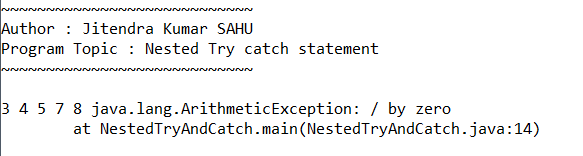 ~~~~~~~~~~~~~~~~~~~~~~~~~~~~
Author : Jitendra Kumar SAHU
Program Topic : Nested Try catch statement
~~~~~~~~~~~~~~~~~~~~~~~~~~~~
3 4 5 7 8 java.lang.ArithmeticException: / by zero
        at NestedTryAndCatch.main(NestedTryAndCatch.java:14)